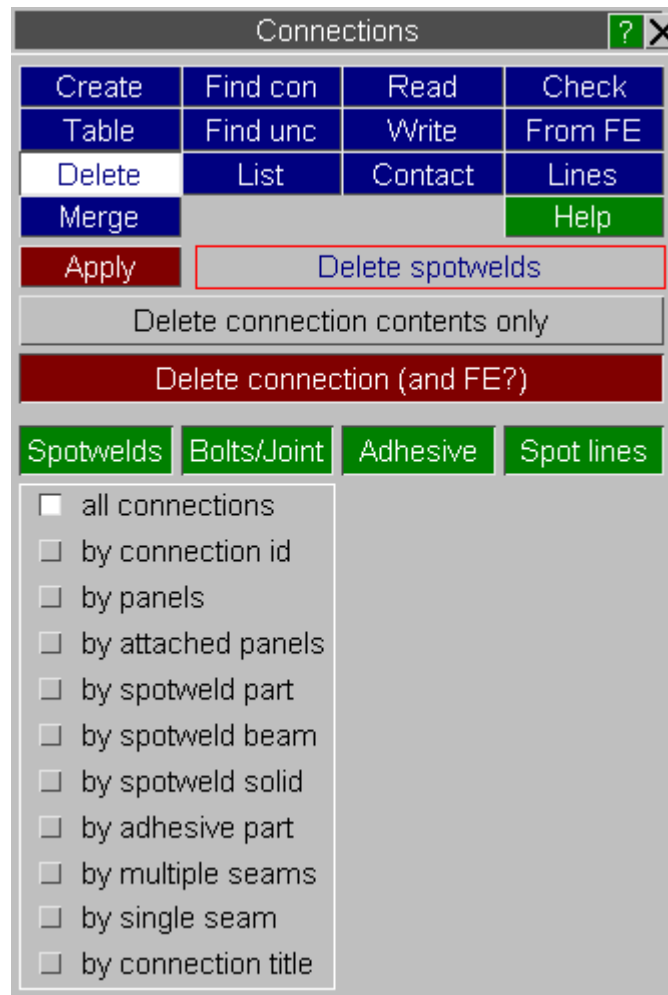 Connections ? X
Create Find con Read Check
Table Find unc Write From FE
Delete List Contact Lines
Merge Help
Apply Delete spotwelds
Delete connection contents only
Delete connection (and FE?)
Spotwelds Bolts/Joint Adhesive Spot lines
all connections
by connection id
by panels
by attached panels
by spotweld part
by spotweld beam
by spotweld solid
by adhesive part
by multiple seams
by single seam
by connection title